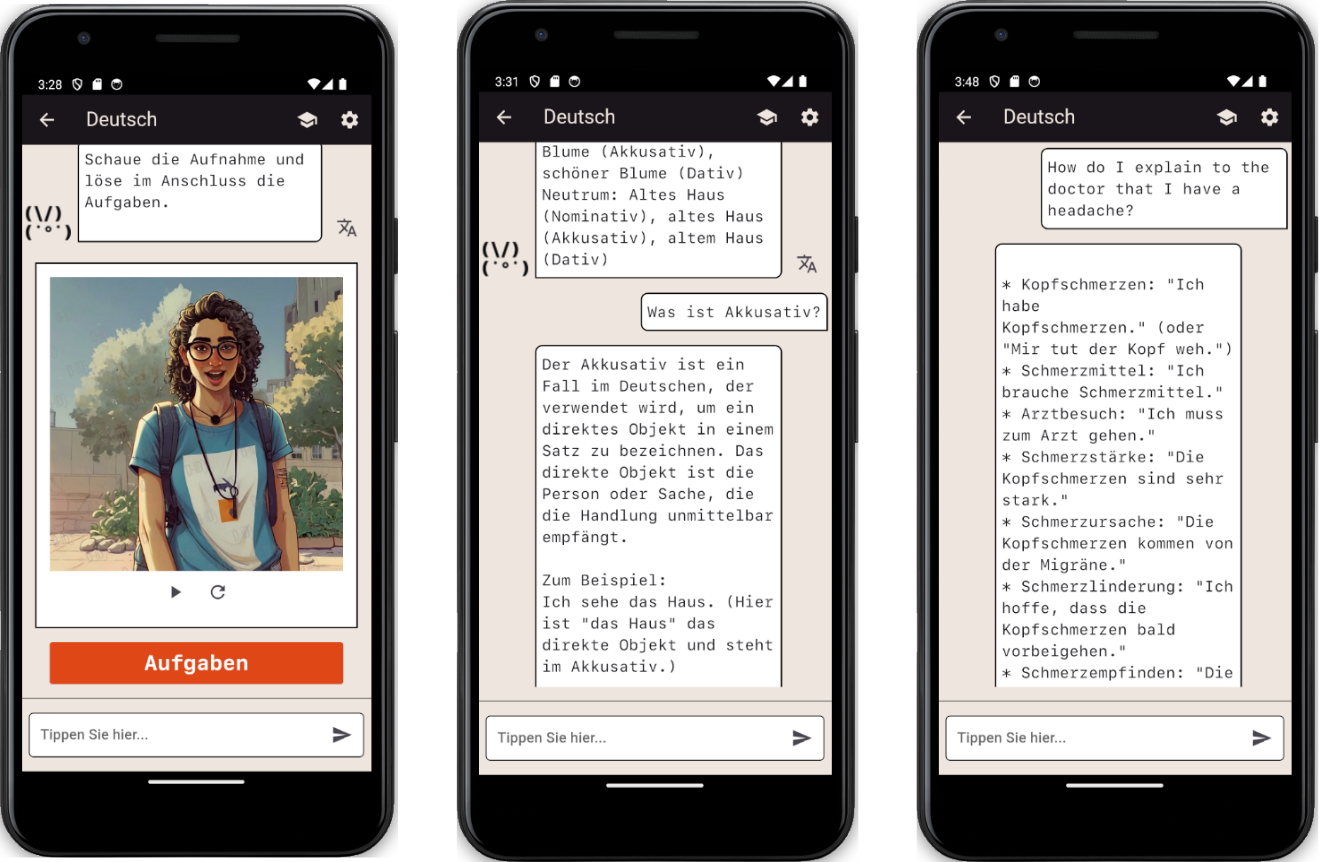 3:28
Deutsch
Schaue die Aufnahme und
löse im Anschluss die
Aufgaben.
(\/)
(·°·)
Aufgaben
Tippen Sie hier...
3:31
Deutsch
Blume (Akkusativ),
schöner Blume (Dativ)
Neutrum: Altes Haus
(Nominativ), altes Haus
(Akkusativ), altem Haus
(Dativ)
(\/)
(·°·)
Was ist Akkusativ?
Der Akkusativ ist ein
Fall im Deutschen, der
verwendet wird, um ein
direktes Objekt in einem
Satz zu bezeichnen. Das
direkte Objekt ist die
Person oder Sache, die
die Handlung unmittelbar
empfängt.
Zum Beispiel:
Ich sehe das Haus. (Hier
ist "das Haus" das
direkte Objekt und steht
im Akkusativ.)
Tippen Sie hier...
3:48
Deutsch
How do I explain to the
doctor that I have a
headache?
* Kopfschmerzen: "Ich
habe
Kopfschmerzen." (oder
"Mir tut der Kopf weh.")
* Schmerzmittel: "Ich
brauche Schmerzmittel."
* Arztbesuch: "Ich muss
zum Arzt gehen."
* Schmerzstärke: "Die
Kopfschmerzen sind sehr
stark."
* Schmerzursache: "Die
Kopfschmerzen kommen von
der Migräne."
* Schmerzlinderung: "Ich
hoffe, dass die
Kopfschmerzen bald
vorbeigehen."
* Schmerzempfinden: "Die
Tippen Sie hier...